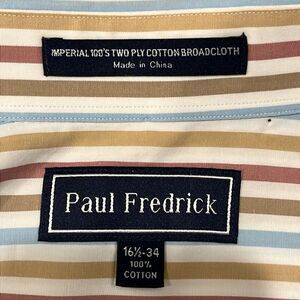 IMPERIAL 100'S TWO PLY COTTON BROADCLOTH
Made in China
Paul Fredrick
16½-34
100%
COTTON